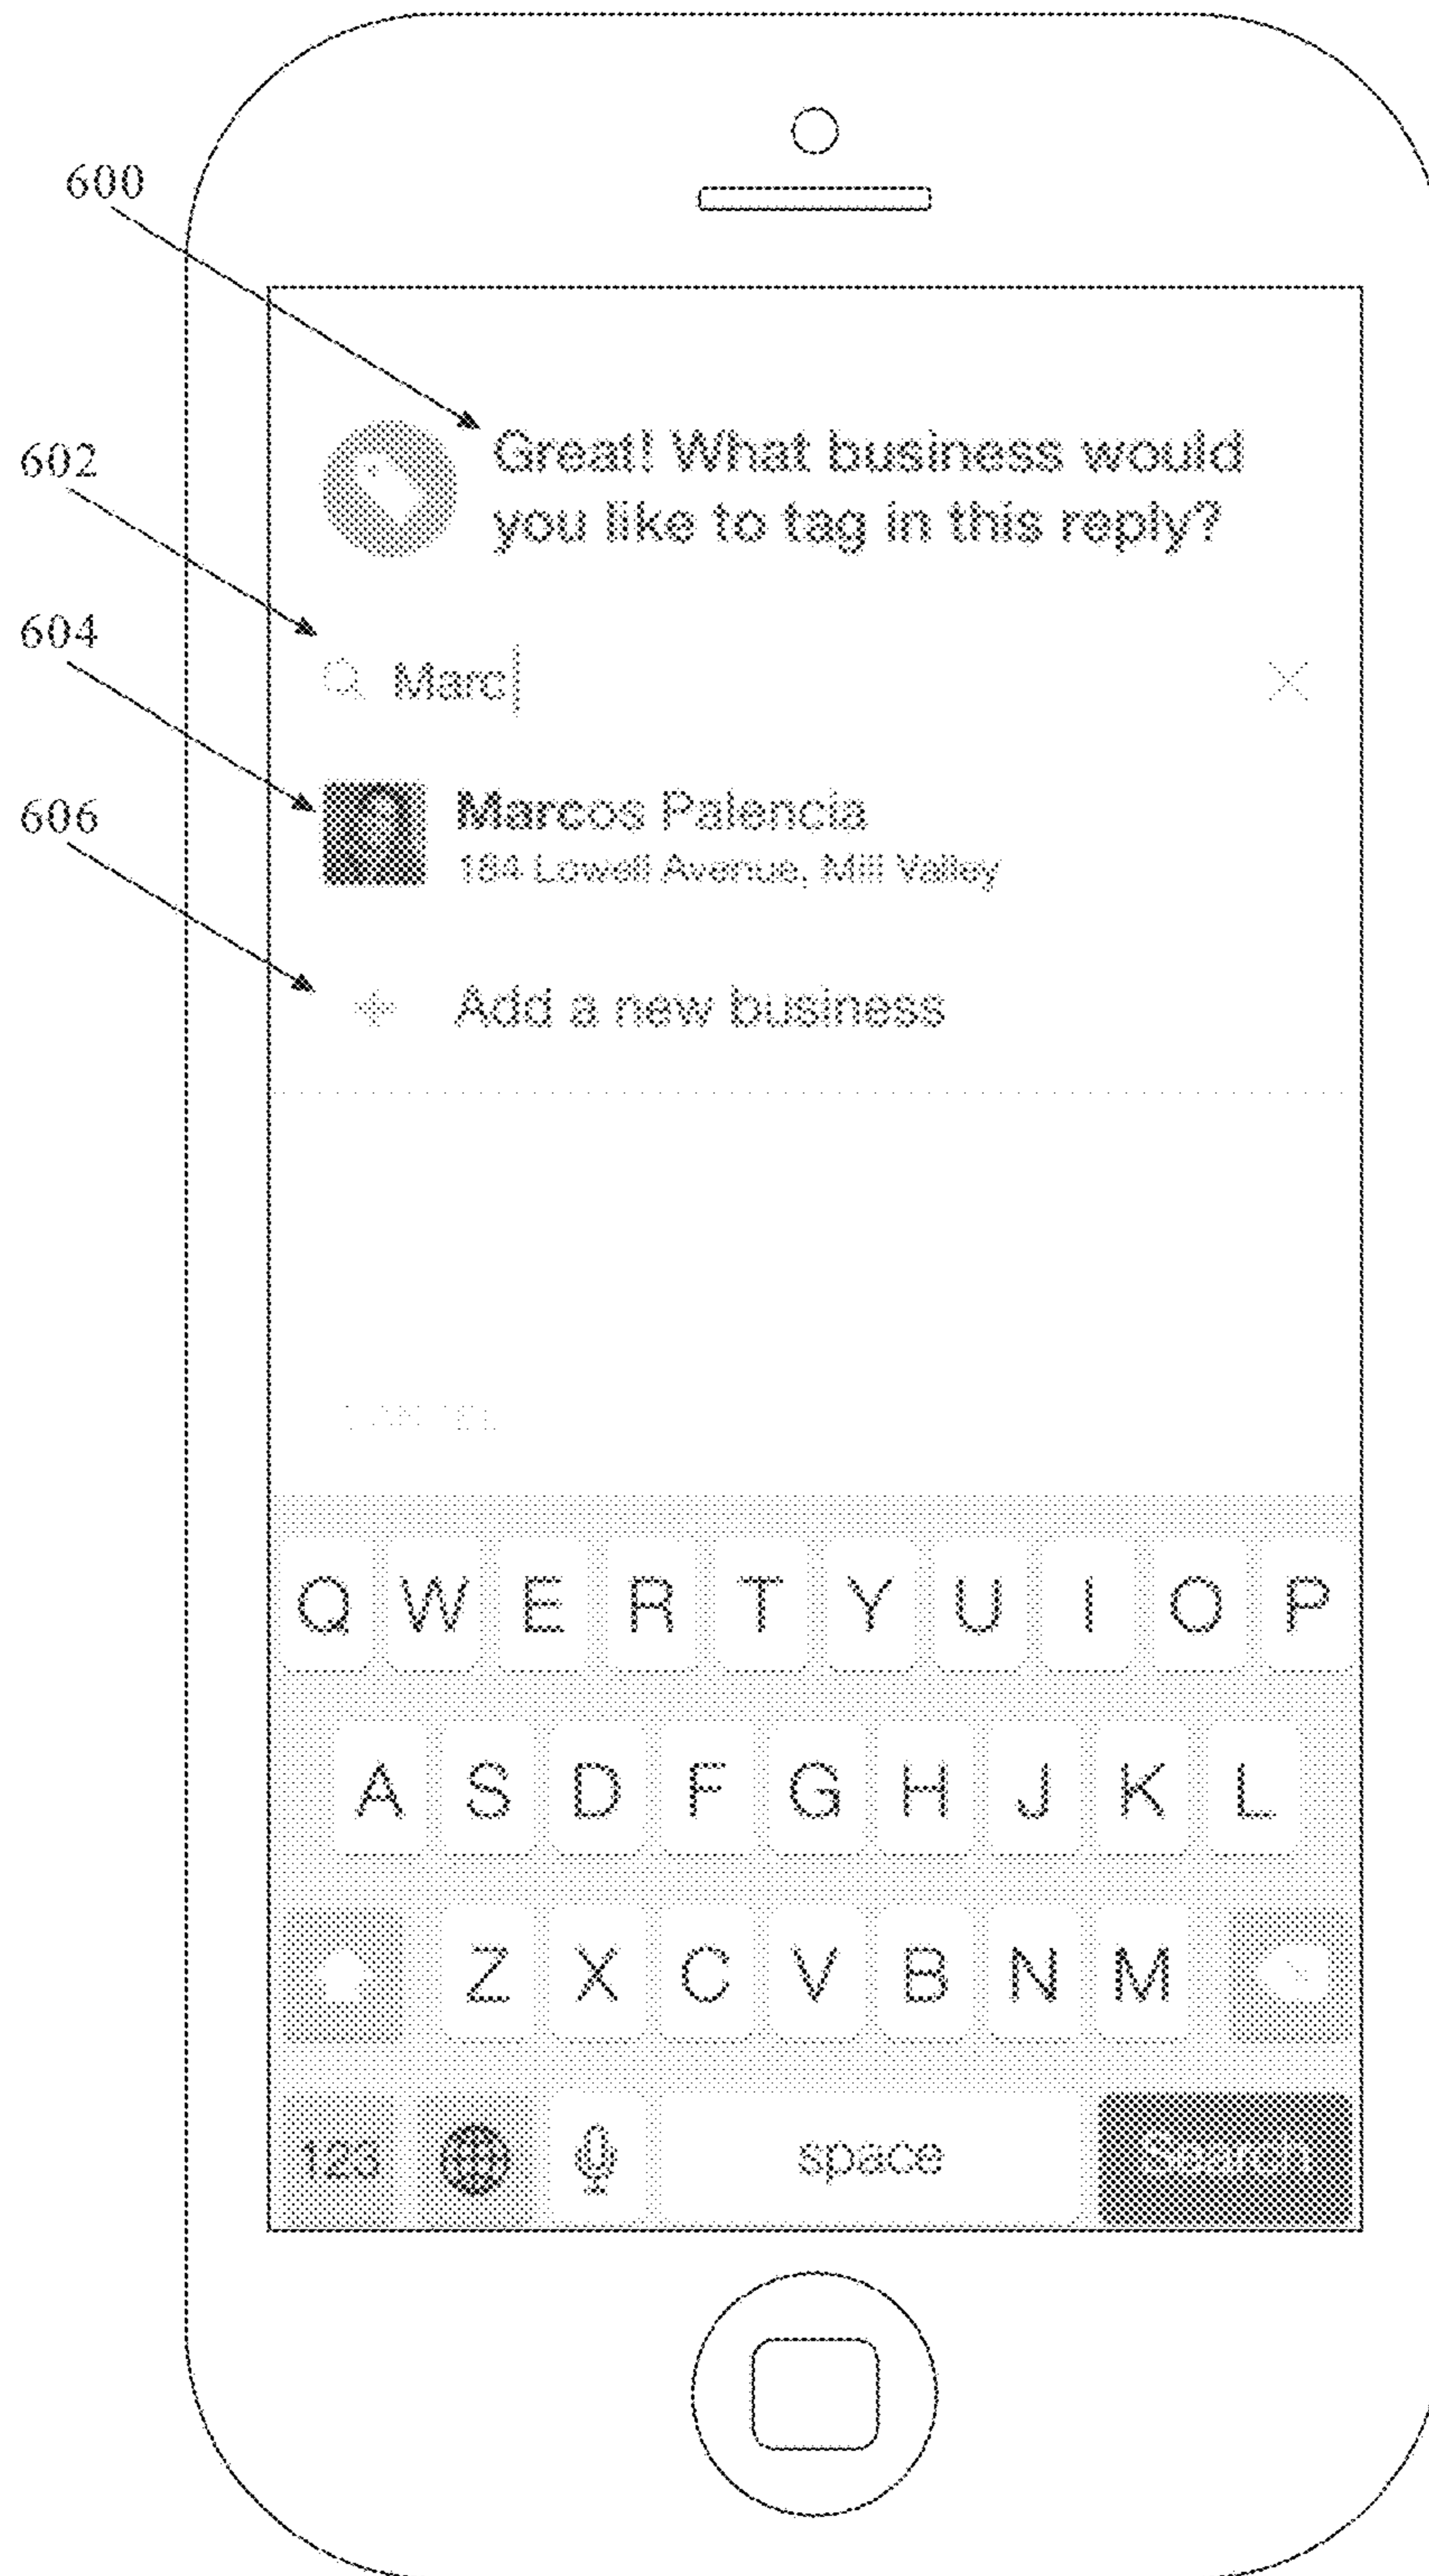 600
Great! What business would
you like to tag in this reply?
602
Marc
604
Marcos Palencia
184 Lowell Avenue, Mill Valley
606
Add a new business
Q W E R T Y U I O P
A S D F G H J K L
Z X C V B N M
123 space Search